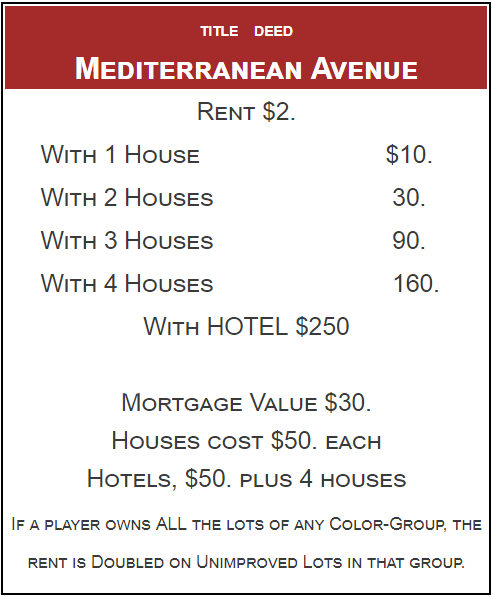 TITLE DEED
MEDITERRANEAN AVENUE
RENT $2.
WITH 1 HOUSE $10.
WITH 2 HOUSES 30.
WITH 3 HOUSES 90.
WITH 4 HOUSES 160.
WITH HOTEL $250
MORTGAGE VALUE $30.
HOUSES COST $50. EACH
HOTELS, $50. PLUS 4 HOUSES
IF A PLAYER OWNS ALL THE LOTS OF ANY COLOR-GROUP, THE
RENT IS DOUBLED ON UNIMPROVED LOTS IN THAT GROUP.